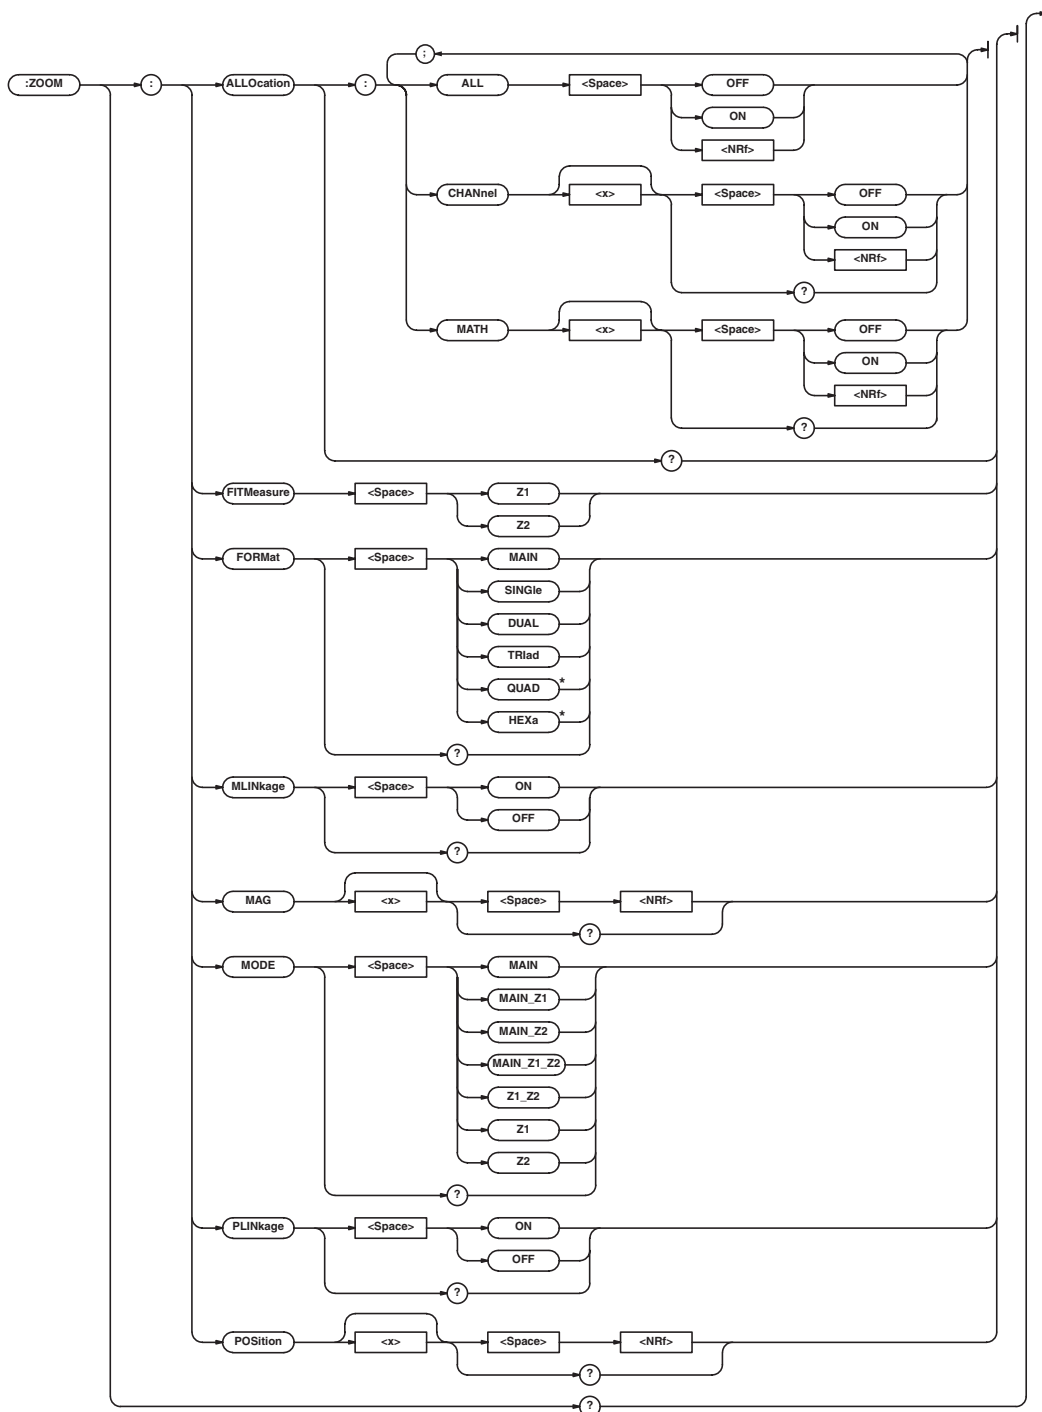 ;
:ZOOM : ALLOcation : ALL <Space> OFF
ON
<NRf>
CHANnel <x> <Space> OFF
ON
<NRf>
?
MATH <x> <Space> OFF
ON
<NRf>
?
?
FITMeasure <Space> Z1
Z2
FORMat <Space> MAIN
SINGle
DUAL
TRIad
QUAD *
HEXa *
?
MLINkage <Space> ON
OFF
?
MAG <x> <Space> <NRf>
?
MODE <Space> MAIN
MAIN_Z1
MAIN_Z2
MAIN_Z1_Z2
Z1_Z2
Z1
Z2
?
PLINkage <Space> ON
OFF
?
POSition <x> <Space> <NRf>
?
?